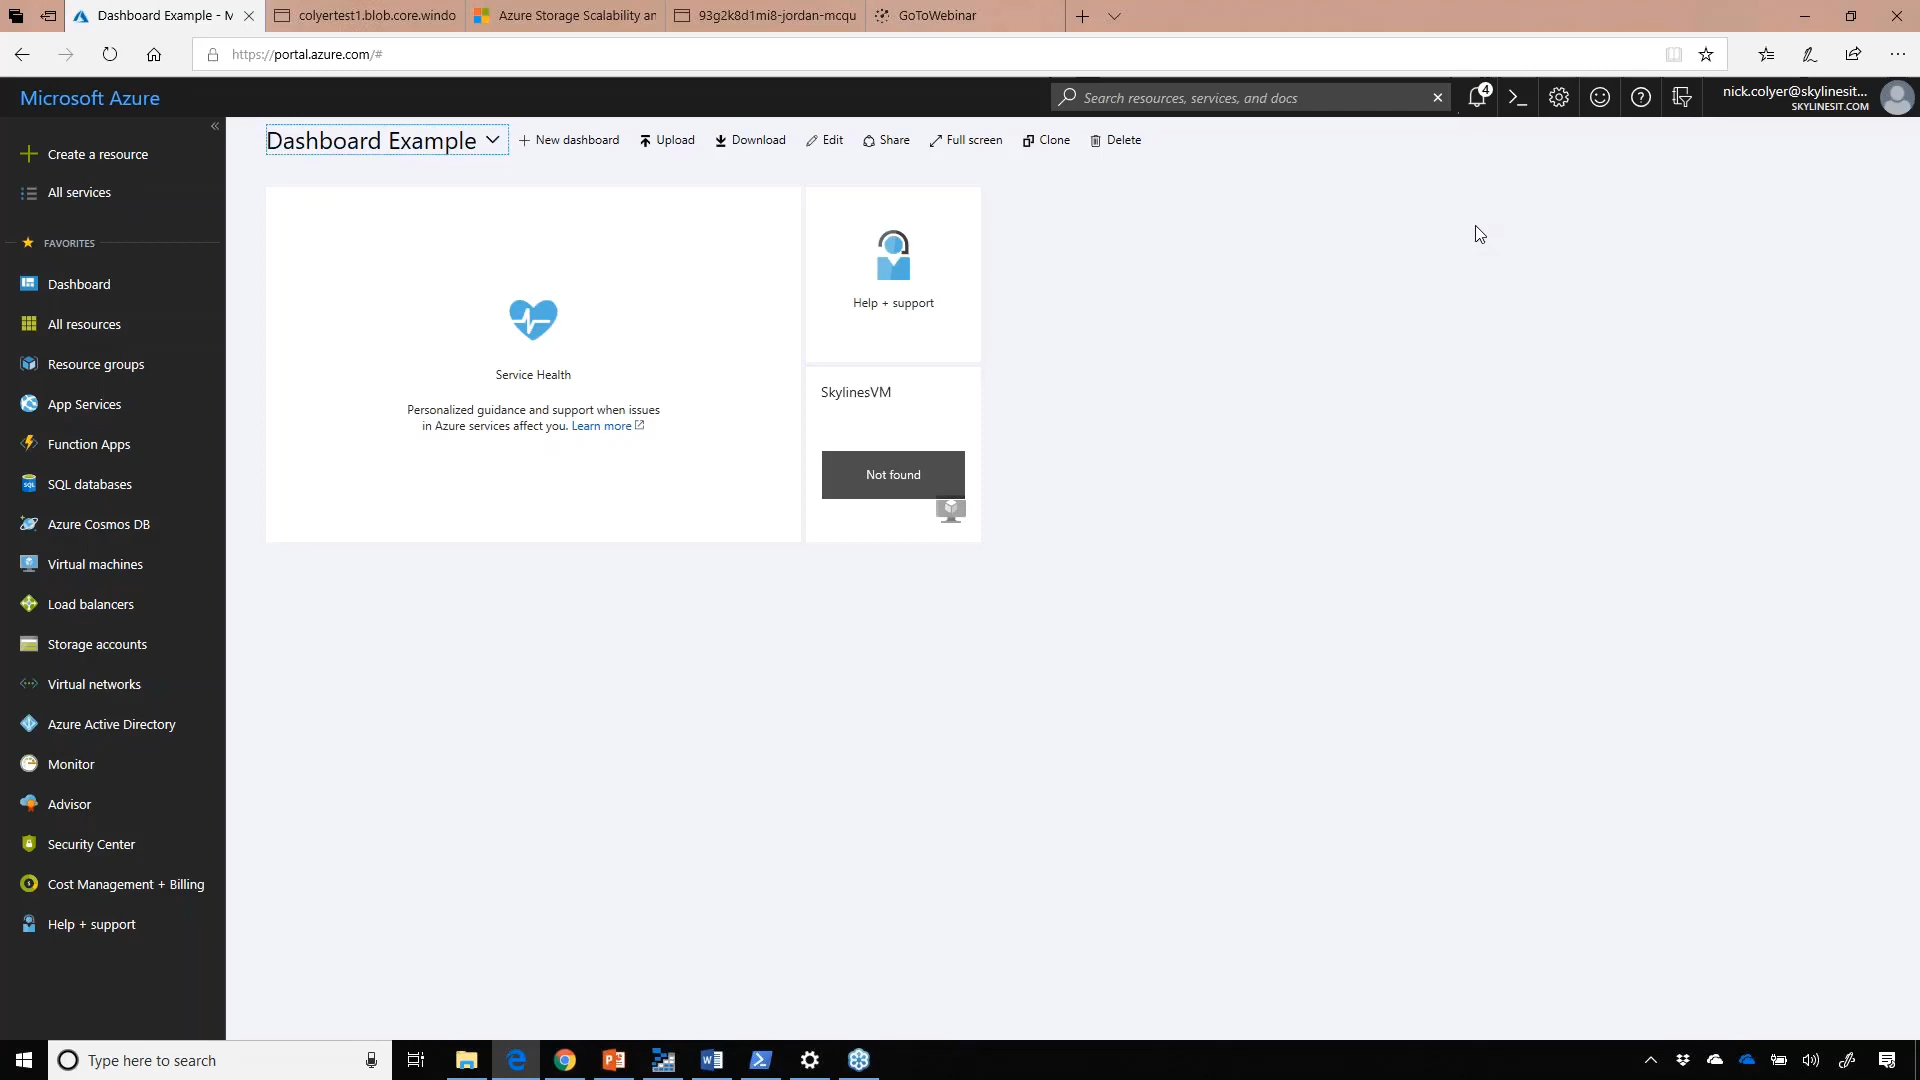 Dashboard Example - M
colyertest1.blob.core.windo
Azure Storage Scalability an
93g2k8d1mi8-jordan-mcqu
GoToWebinar
https://portal.azure.com/#
Microsoft Azure
Search resources, services, and docs
4
nick.colyer@skylinesit...
SKYLINESIT.COM
Dashboard Example
New dashboard
Upload
Download
Edit
Share
Full screen
Clone
Delete
Create a resource
All services
FAVORITES
Dashboard
All resources
Resource groups
App Services
Function Apps
SQL databases
Azure Cosmos DB
Virtual machines
Load balancers
Storage accounts
Virtual networks
Azure Active Directory
Monitor
Advisor
Security Center
Cost Management + Billing
Help + support
Service Health
Personalized guidance and support when issues
in Azure services affect you. Learn more
Help + support
SkylinesVM
Not found
Type here to search